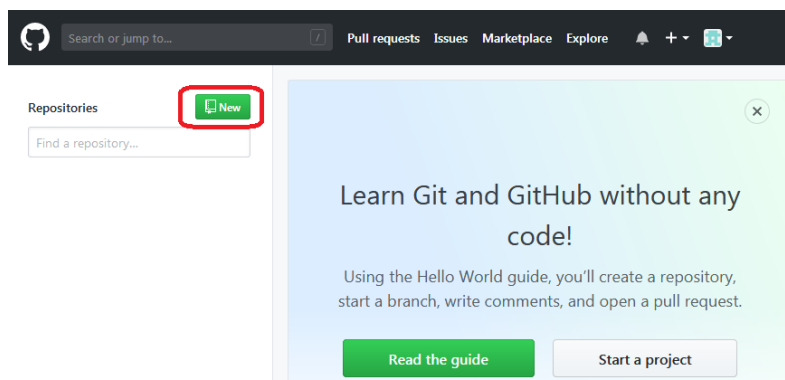 Search or jump to...
/
Pull requests Issues Marketplace Explore
Repositories
New
Find a repository...
Learn Git and GitHub without any
code!
Using the Hello World guide, you’ll create a repository,
start a branch, write comments, and open a pull request.
Read the guide
Start a project